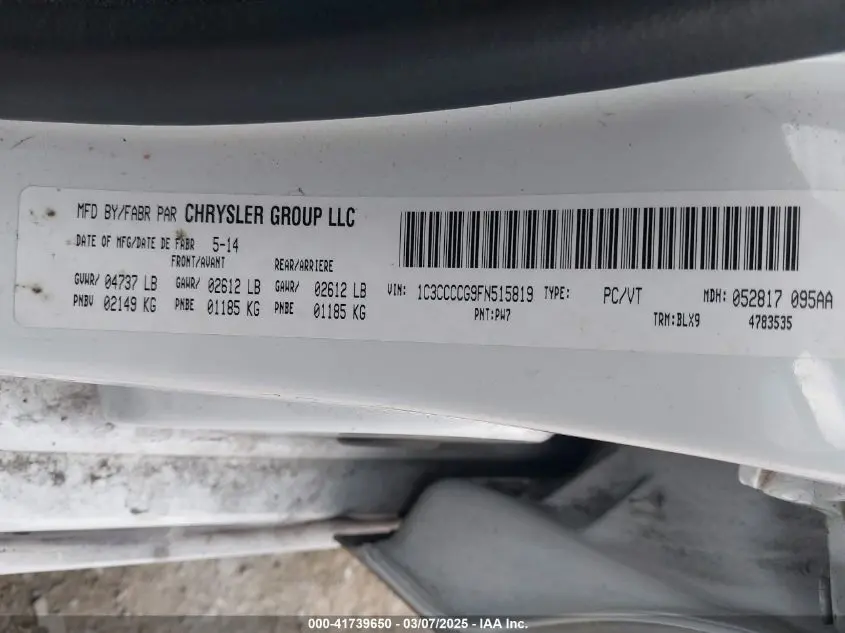 MFD BY/FABR PAR CHRYSLER GROUP LLC
DATE OF MFG/DATE DE FABR 5-14
FRONT/AVANT REAR/ARRIERE
GVWR/ 04737 LB GAWR/ 02612 LB GAWR/ 02612 LB
PNBV 02149 KG PNBE 01185 KG PNBE 01185 KG
VIN: 1C3CCCCG9FN515819 TYPE: PC/VT MDH: 052817 095AA
PNT:PW7 TRM:BLX9 4783535
000-41739650 - 03/07/2025 - IAA Inc.